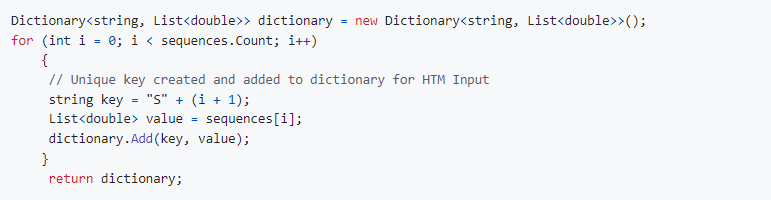 Dictionary<string, List<double>> dictionary = new Dictionary<string, List<double>>();
for (int i = 0; i < sequences.Count; i++)
    {
     // Unique key created and added to dictionary for HTM Input
     string key = "S" + (i + 1);
     List<double> value = sequences[i];
     dictionary.Add(key, value);
    }
     return dictionary;